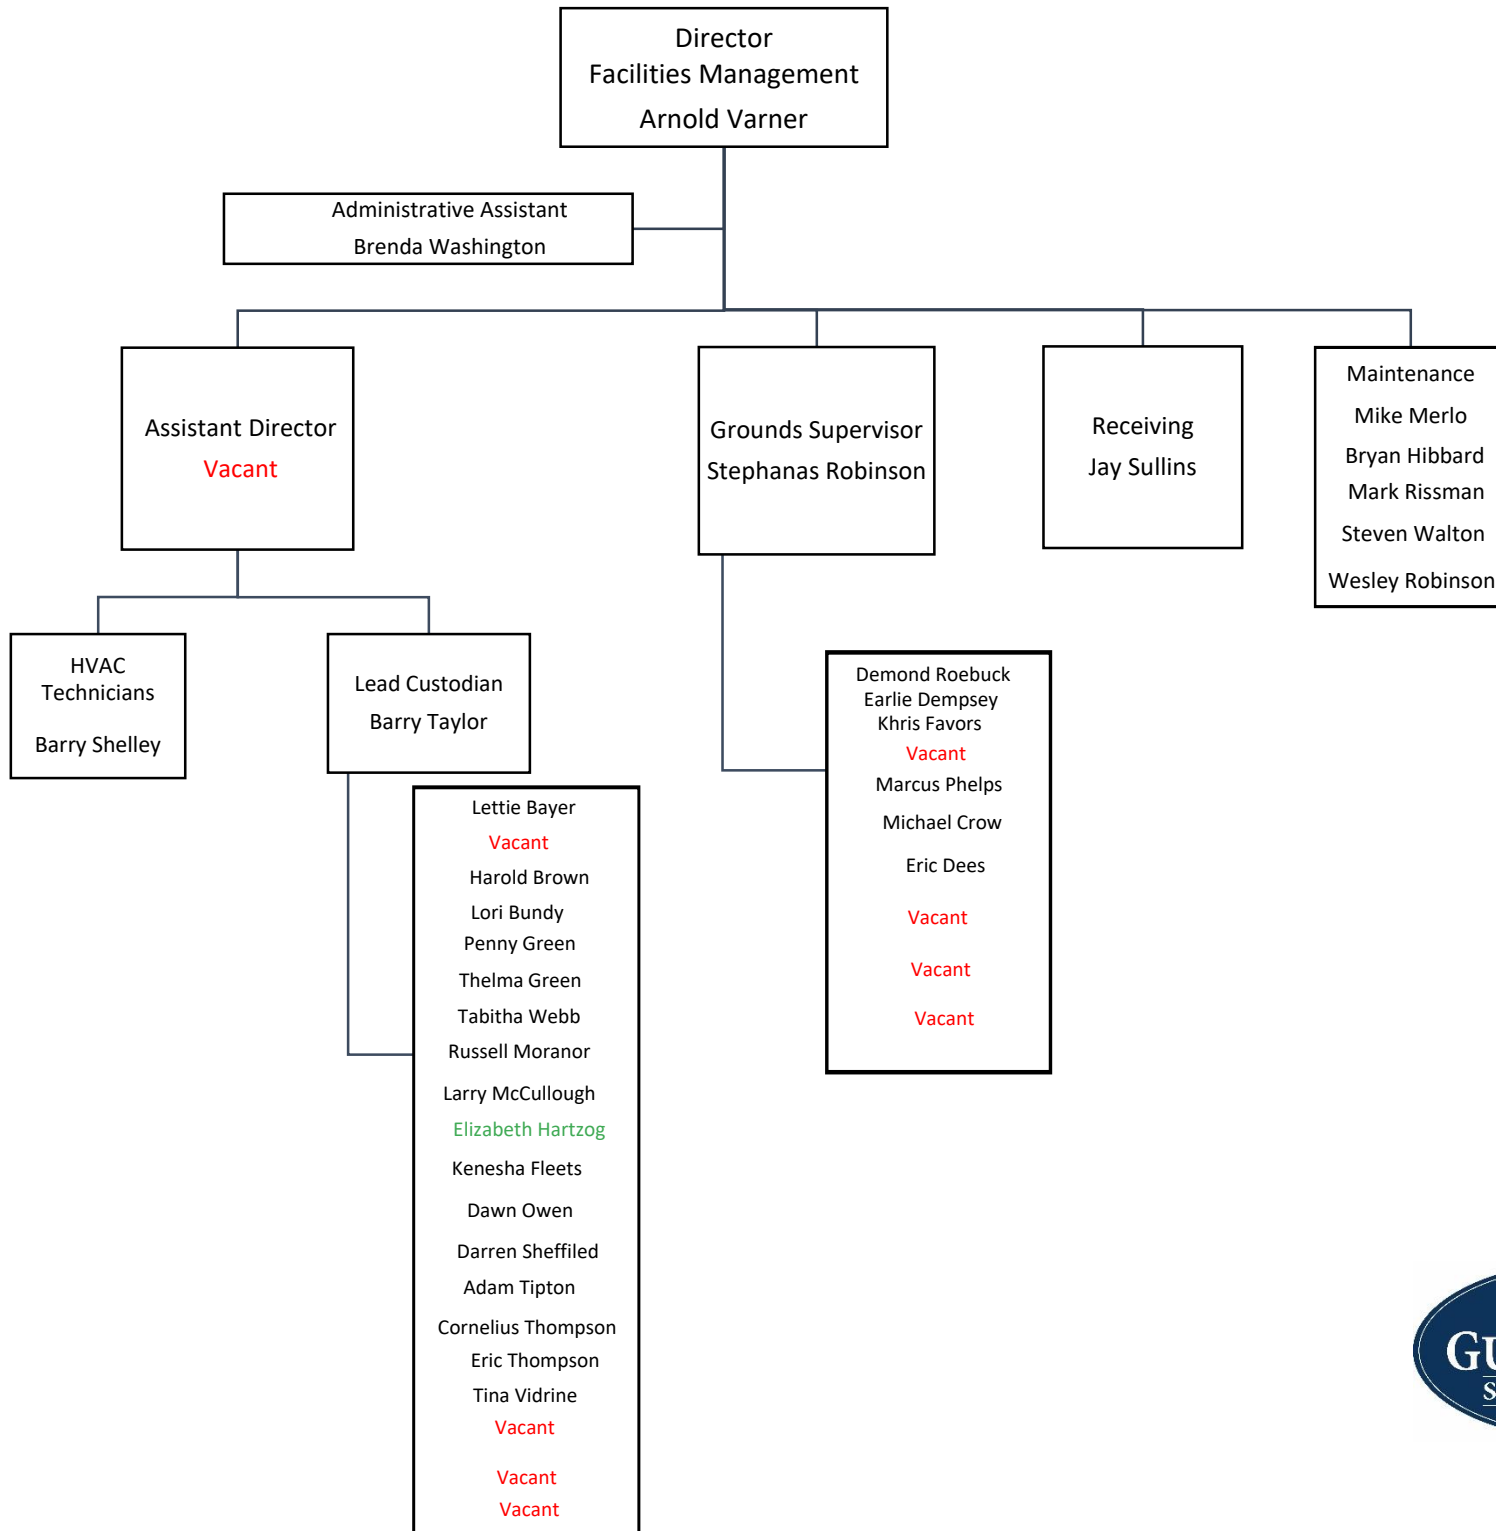 Director
Facilities Management
Arnold Varner
Administrative Assistant
Brenda Washington
Assistant Director
Vacant
Grounds Supervisor
Stephanas Robinson
Receiving
Jay Sullins
Maintenance
Mike Merlo
Bryan Hibbard
Mark Rissman
Steven Walton
Wesley Robinson
HVAC
Technicians
Barry Shelley
Lead Custodian
Barry Taylor
Lettie Bayer
Vacant
Harold Brown
Lori Bundy
Penny Green
Thelma Green
Tabitha Webb
Russell Moranor
Larry McCullough
Elizabeth Hartzog
Kenesha Fleets
Dawn Owen
Darren Sheffiled
Adam Tipton
Cornelius Thompson
Eric Thompson
Tina Vidrine
Vacant
Vacant
Vacant
Demond Roebuck
Earlie Dempsey
Khris Favors
Vacant
Marcus Phelps
Michael Crow
Eric Dees
Vacant
Vacant
Vacant